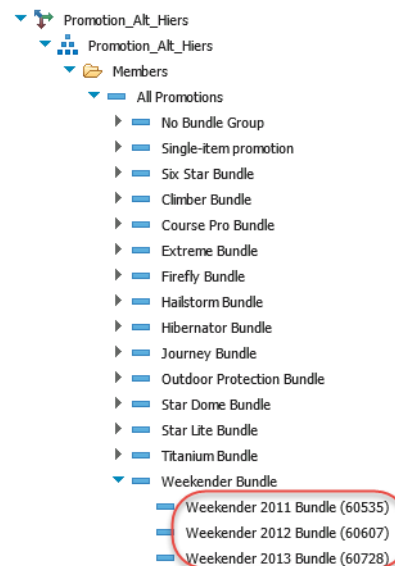 Promotion_Alt_Hiers
Promotion_Alt_Hiers
Members
All Promotions
No Bundle Group
Single-item promotion
Six Star Bundle
Climber Bundle
Course Pro Bundle
Extreme Bundle
Firefly Bundle
Hailstorm Bundle
Hibernator Bundle
Journey Bundle
Outdoor Protection Bundle
Star Dome Bundle
Star Lite Bundle
Titanium Bundle
Weekender Bundle
Weekender 2011 Bundle (60535)
Weekender 2012 Bundle (60607)
Weekender 2013 Bundle (60728)